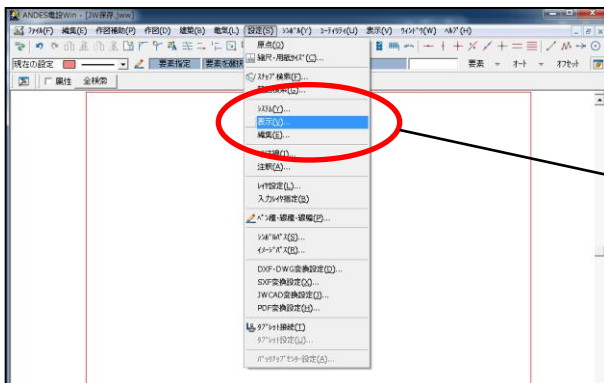 ANDES電設Win - [JW保存.jww]
ファイル(F) 編集(E) 作図補助(P) 作図(D) 建築(B) 電気(L) 設定(S) シンボル(Y) ユーティリティ(U) 表示(V) ウィンドウ(W) ヘルプ(H)
現在の設定 要素指定 要素 オート オフセット
属性 全検索
原点(O)
縮尺・用紙サイズ(C)...
ステップ検索(F)...
システム(Y)...
表示(V)...
編集(E)...
注釈(A)...
レイヤ設定(L)...
入力レイヤ指定(B)
ペン種・線種・線幅(P)...
シンボルパス(S)...
イメージパス(R)...
DXF・DWG変換設定(D)...
SXF変換設定(X)...
JWCAD変換設定(J)...
PDF変換設定(H)...
タブレット接続(T)
タブレット設定(U)...
バックアップセンター設定(A)...